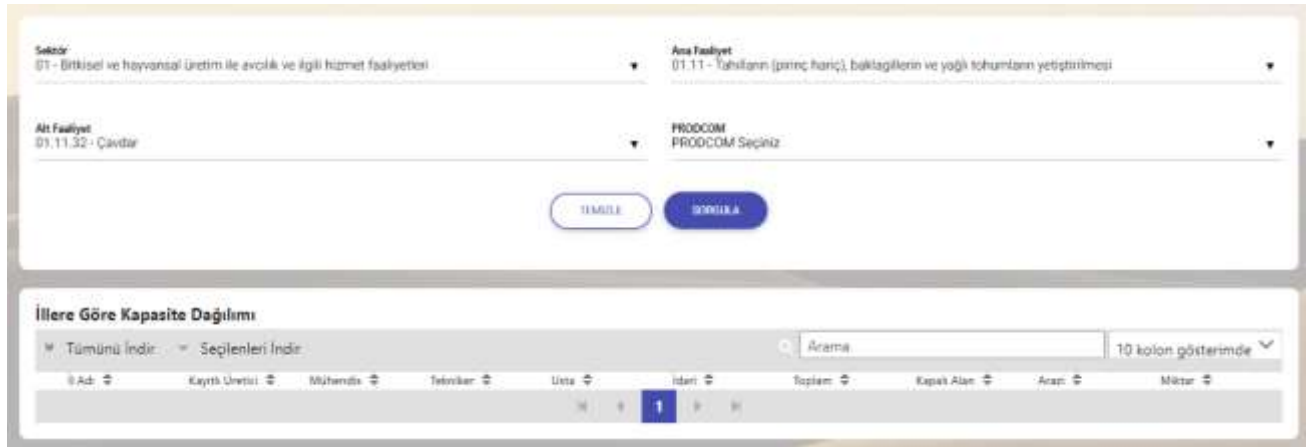 Sektör
01 - Bitkisel ve hayvansal üretim ile avcılık ve ilgili hizmet faaliyetleri
Ana Faaliyet
01.11 - Tahılların (pirinç hariç), baklagillerin ve yağlı tohumların yetiştirilmesi
Alt Faaliyet
01.11.32 - Çavdar
PRODCOM
PRODCOM Seçiniz
TEMİZLE
SORGULA
İllere Göre Kapasite Dağılımı
Tümünü İndir
Seçilenleri İndir
Arama
10 kolon gösterimde
İl Adı
Kayıtlı Üretici
Mühendis
Tekniker
Usta
İdari
Toplam
Kapalı Alan
Arazi
Miktar
1